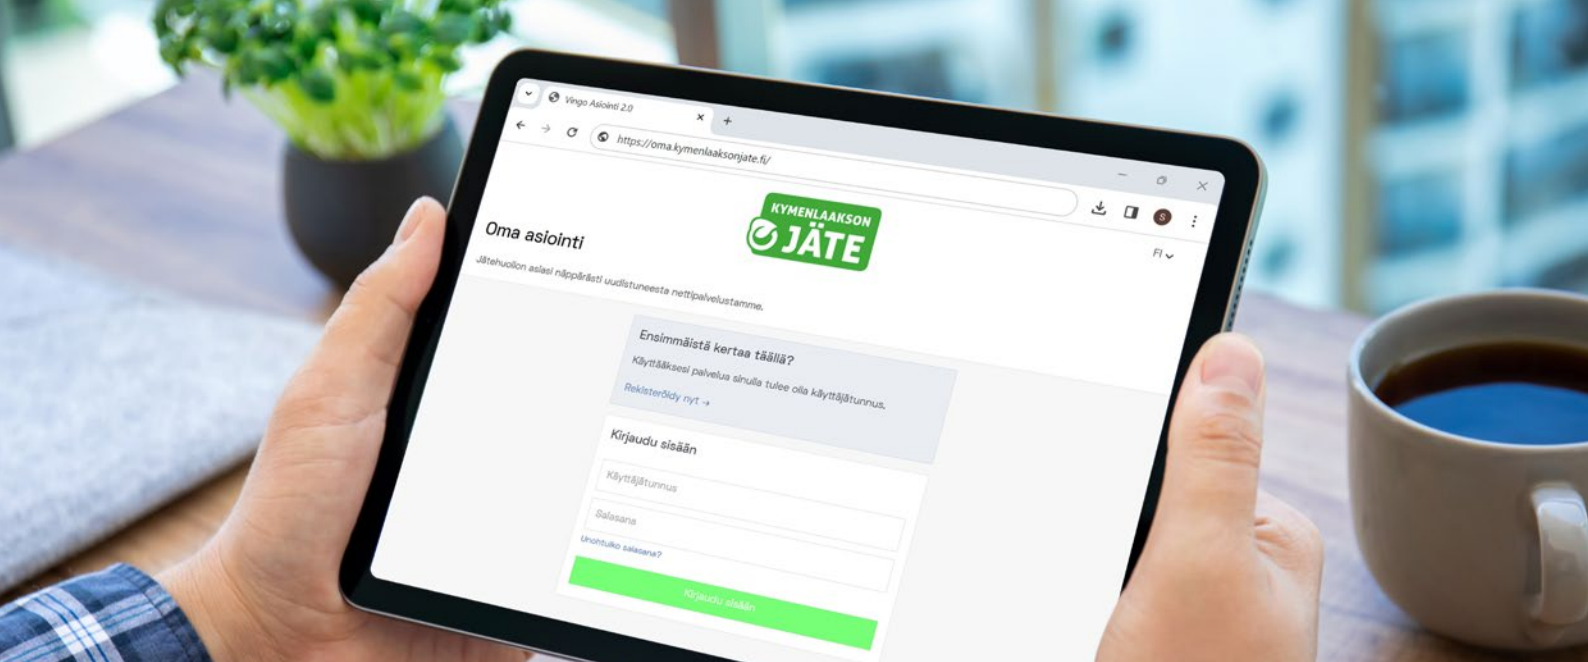 Vingo Asiointi 2.0
https://oma.kymenlaaksonjate.fi/
S
KYMENLAAKSON
JÄTE
FI
Oma asiointi
Jätehuollon asiasi näppärästi uudistuneesta nettipalvelustamme.
Ensimmäistä kertaa täällä?
Käyttääksesi palvelua sinulla tulee olla käyttäjätunnus.
Rekisteröidy nyt →
Kirjaudu sisään
Käyttäjätunnus
Salasana
Unohtuiko salasana?
Kirjaudu sisään